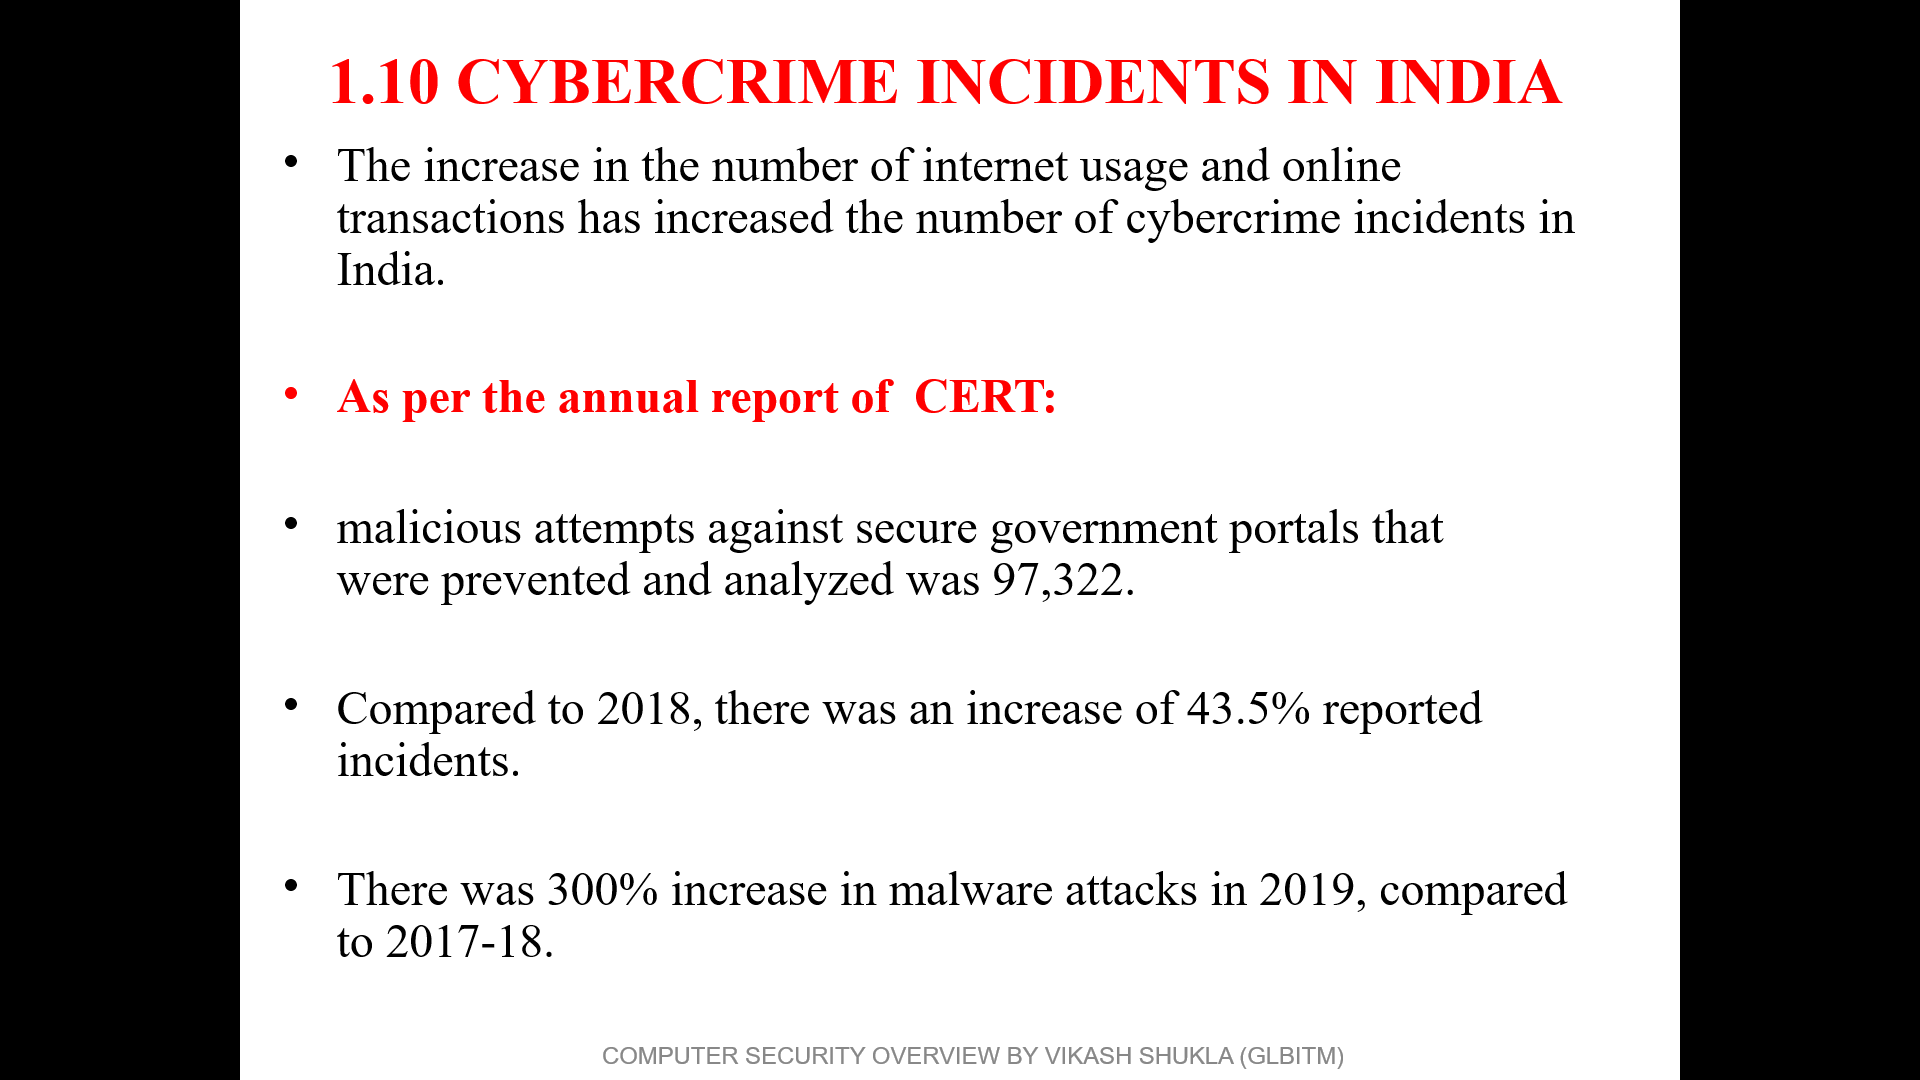 1.10 CYBERCRIME INCIDENTS IN INDIA
• The increase in the number of internet usage and online
transactions has increased the number of cybercrime incidents in
India.
• As per the annual report of  CERT:
• malicious attempts against secure government portals that
were prevented and analyzed was 97,322.
• Compared to 2018, there was an increase of 43.5% reported
incidents.
• There was 300% increase in malware attacks in 2019, compared
to 2017-18.
COMPUTER SECURITY OVERVIEW BY VIKASH SHUKLA (GLBITM)